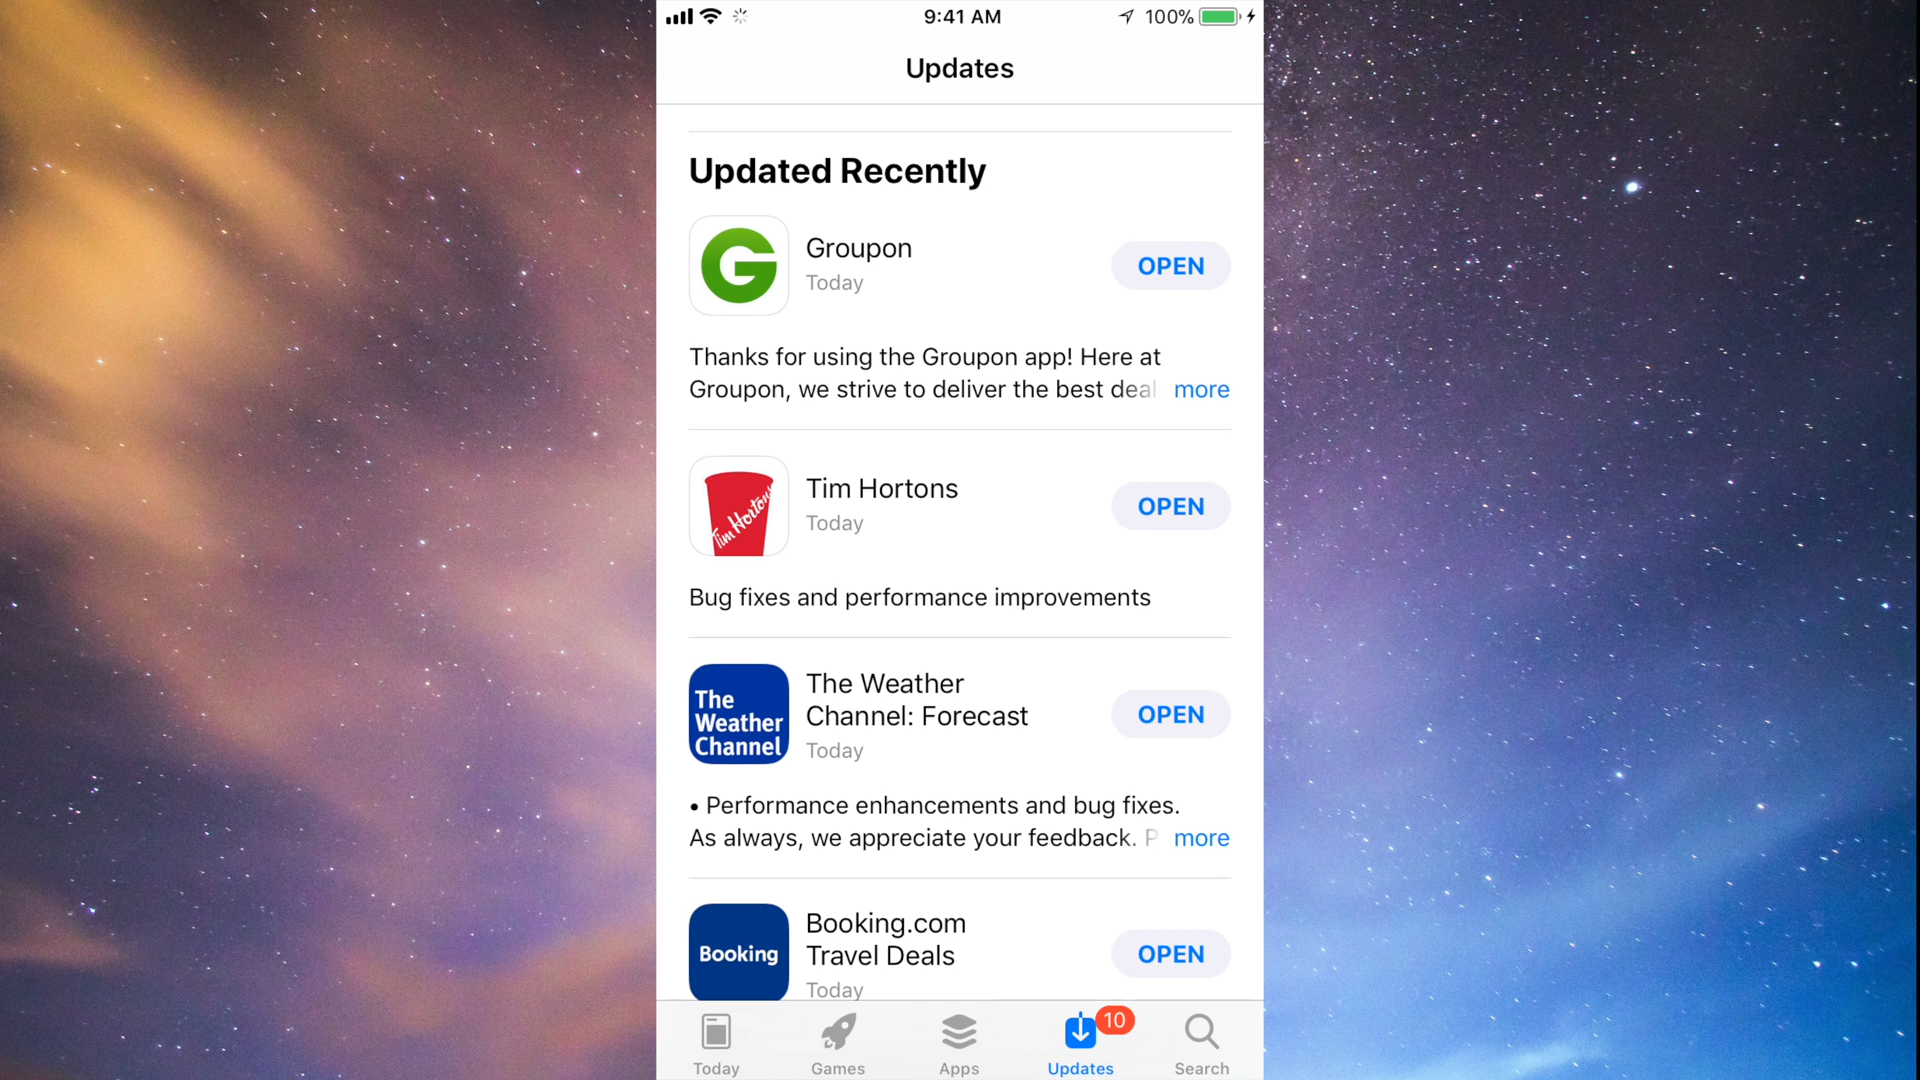 9:41 AM
100%
Updates
Updated Recently
Groupon
Today
OPEN
Thanks for using the Groupon app! Here at
Groupon, we strive to deliver the best deal more
Tim Hortons
Tim Hortons
Today
OPEN
Bug fixes and performance improvements
The
Weather
Channel
The Weather
Channel: Forecast
Today
OPEN
• Performance enhancements and bug fixes.
As always, we appreciate your feedback. P more
Booking
Booking.com
Travel Deals
Today
OPEN
10
Today
Games
Apps
Updates
Search